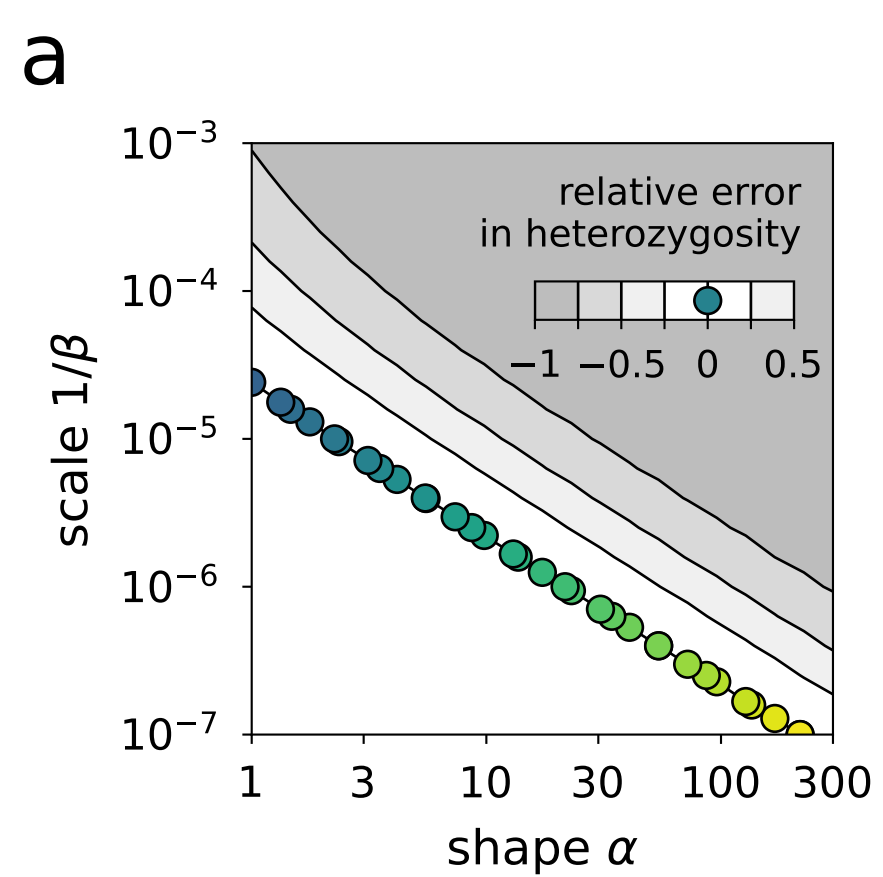 a
relative error
in heterozygosity
−1 −0.5 0 0.5
10⁻³
10⁻⁴
10⁻⁵
10⁻⁶
10⁻⁷
scale 1/β
1 3 10 30 100 300
shape α